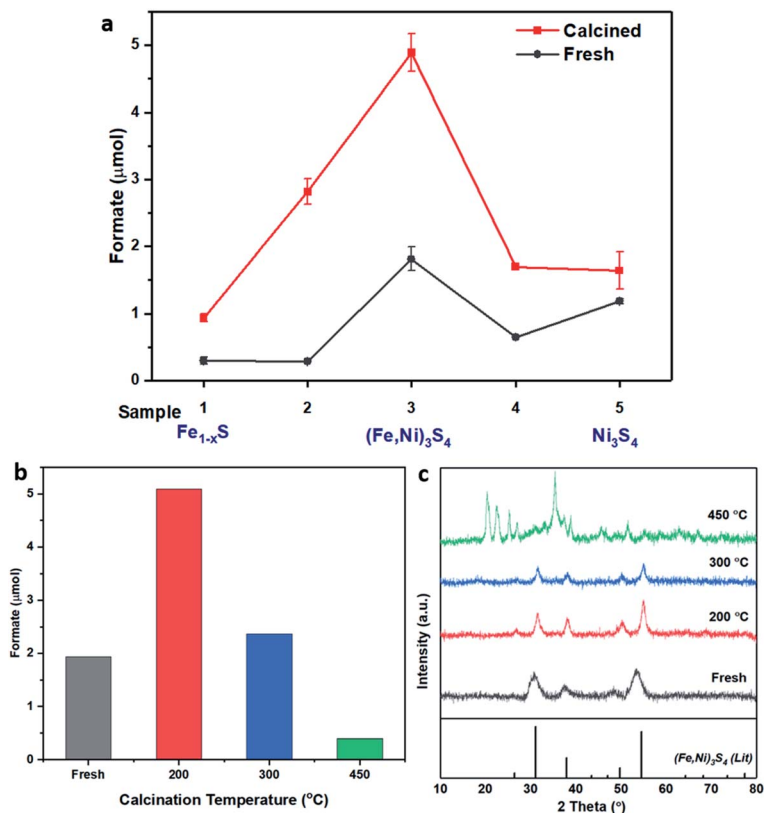 a
Calcined
Fresh
Formate (μmol)
5
4
3
2
1
0
Sample 1 2 3 4 5
Fe1-xS (Fe,Ni)3S4 Ni3S4
b
Formate (μmol)
5
4
3
2
1
0
Fresh 200 300 450
Calcination Temperature (°C)
c
Intensity (a.u.)
450 °C
300 °C
200 °C
Fresh
(Fe,Ni)3S4 (Lit)
10 20 30 40 50 60 70 80
2 Theta (°)